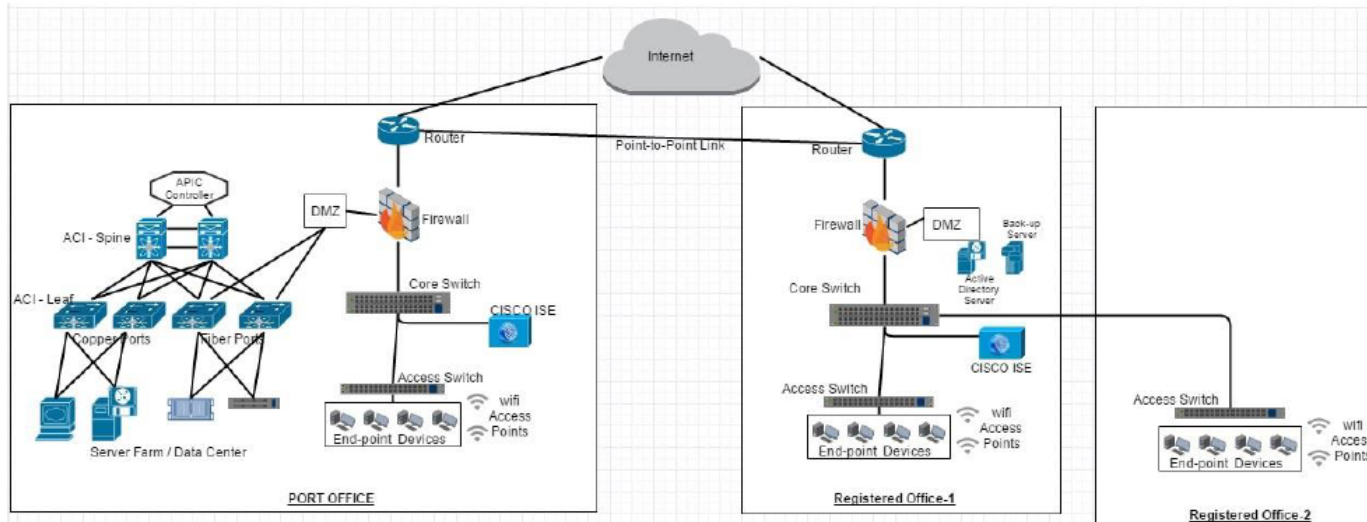 Internet
Router
Point-to-Point Link
Router
APIC
Controller
DMZ
Firewall
ACI - Spine
Firewall
DMZ
Back-up
Server
Active
Directory
Server
Core Switch
Core Switch
ACI - Leaf
CISCO ISE
Copper Ports
Fiber Ports
CISCO ISE
Access Switch
wifi
Access
Points
End-point Devices
Server Farm / Data Center
Access Switch
wifi
Access
Points
End-point Devices
Access Switch
wifi
Access
Points
End-point Devices
PORT OFFICE
Registered Office-1
Registered Office-2